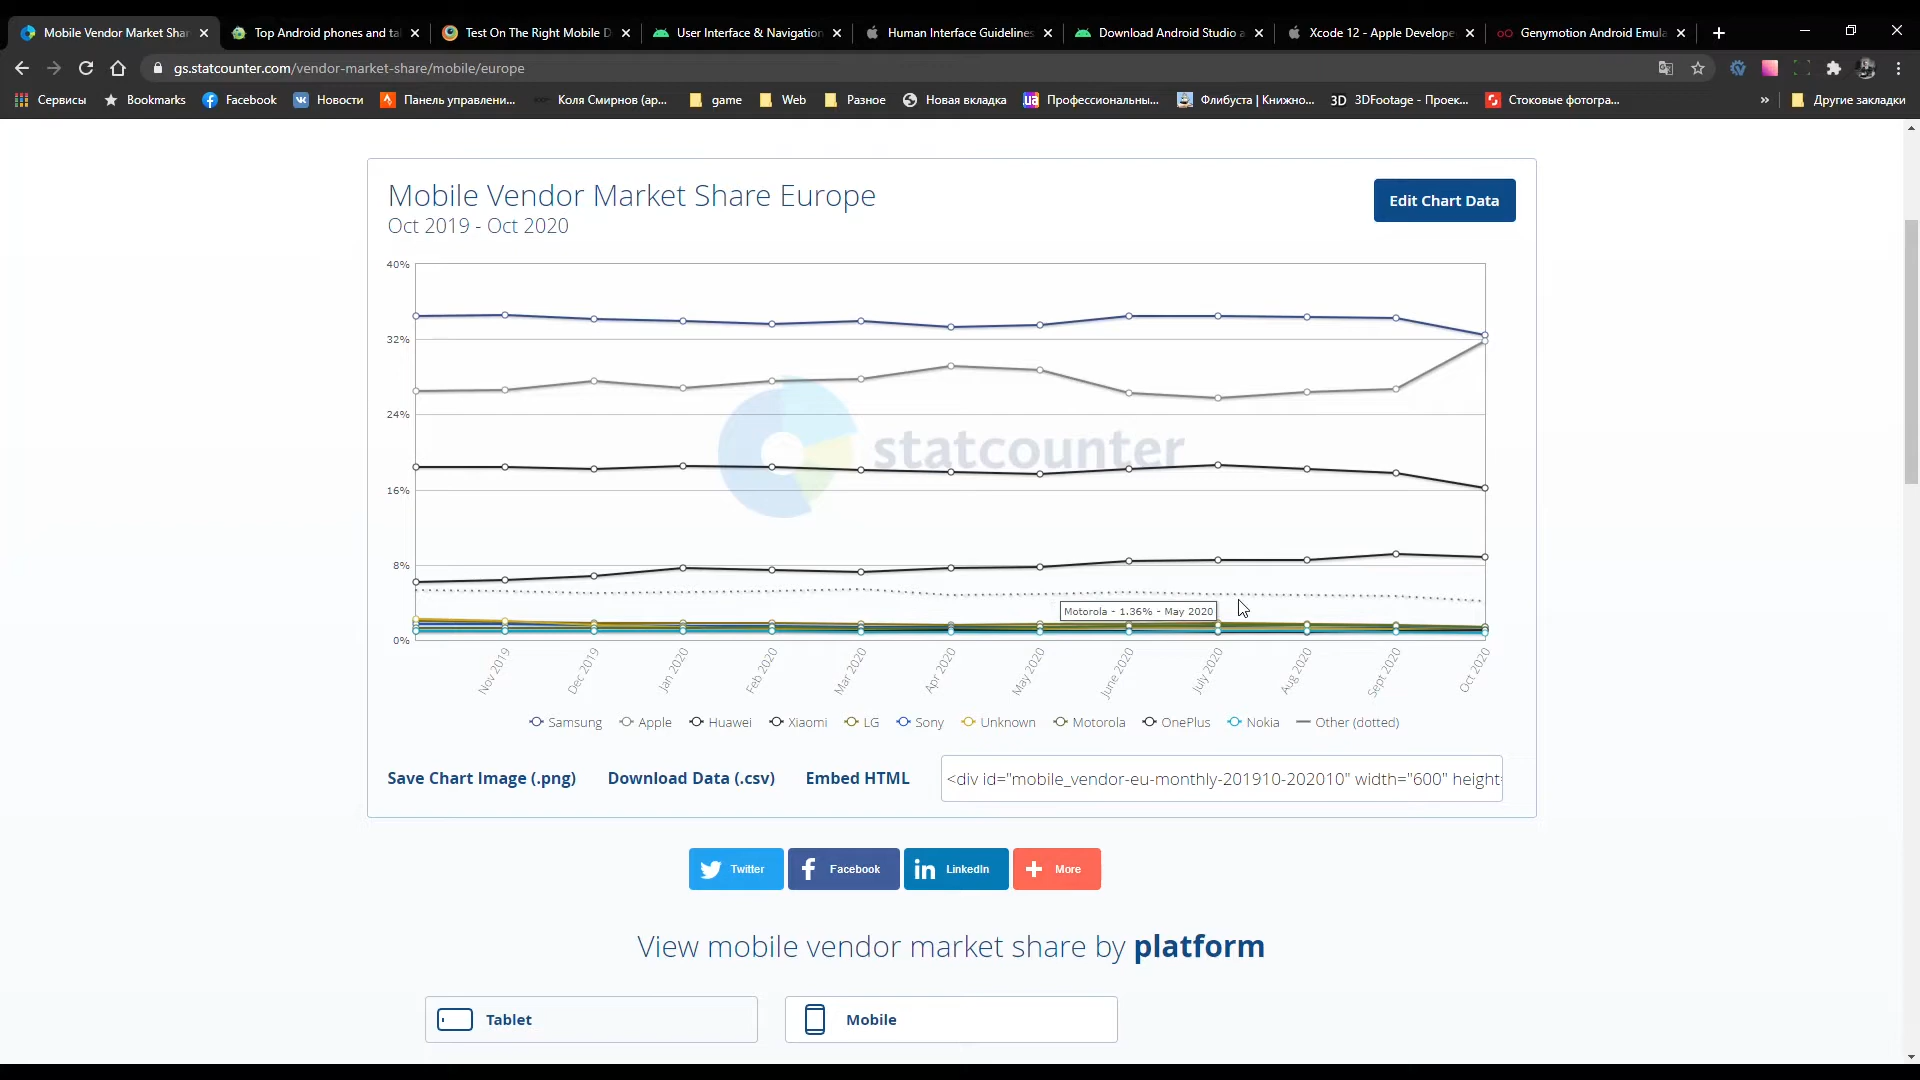 Mobile Vendor Market Shar
Top Android phones and ta
Test On The Right Mobile D
User Interface & Navigation
Human Interface Guidelines
Download Android Studio a
Xcode 12 - Apple Develope
Genymotion Android Emula
gs.statcounter.com/vendor-market-share/mobile/europe
Сервисы
Bookmarks
Facebook
Новости
Панель управлени...
Коля Смирнов (ар...
game
Web
Разное
Новая вкладка
Профессиональны...
Флибуста | Книжно...
3DFootage - Проек...
Стоковые фотогра...
»
Другие закладки
Mobile Vendor Market Share Europe
Oct 2019 - Oct 2020
Edit Chart Data
40%
32%
24%
16%
8%
0%
statcounter
Motorola - 1.36% - May 2020
Nov 2019
Dec 2019
Jan 2020
Feb 2020
Mar 2020
Apr 2020
May 2020
June 2020
July 2020
Aug 2020
Sept 2020
Oct 2020
Samsung Apple Huawei Xiaomi LG Sony Unknown Motorola OnePlus Nokia Other (dotted)
Save Chart Image (.png)
Download Data (.csv)
Embed HTML
<div id="mobile_vendor-eu-monthly-201910-202010" width="600" height=
Twitter
Facebook
LinkedIn
More
View mobile vendor market share by platform
Tablet
Mobile